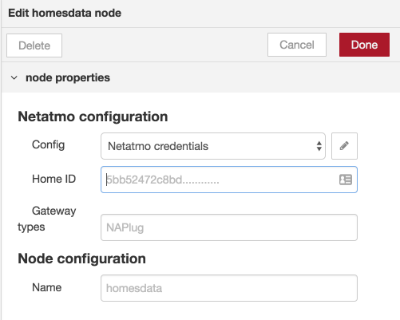 Edit homesdata node
Delete
Cancel
Done
node properties
Netatmo configuration
Config
Netatmo credentials
Home ID
5bb52472c8bd............
Gateway
types
NAPlug
Node configuration
Name
homesdata